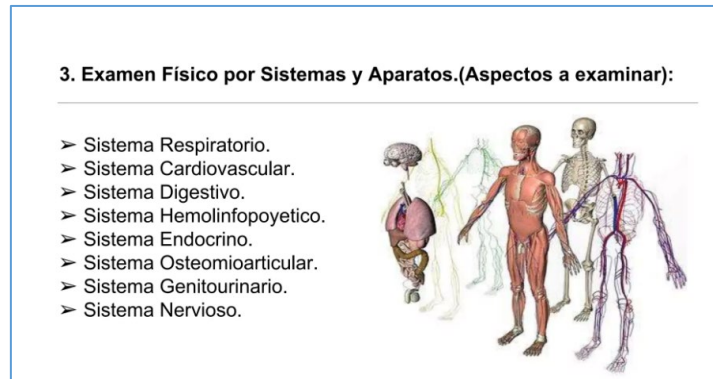 3. Examen Físico por Sistemas y Aparatos.(Aspectos a examinar):
➢ Sistema Respiratorio.
➢ Sistema Cardiovascular.
➢ Sistema Digestivo.
➢ Sistema Hemolinfopoyetico.
➢ Sistema Endocrino.
➢ Sistema Osteomioarticular.
➢ Sistema Genitourinario.
➢ Sistema Nervioso.